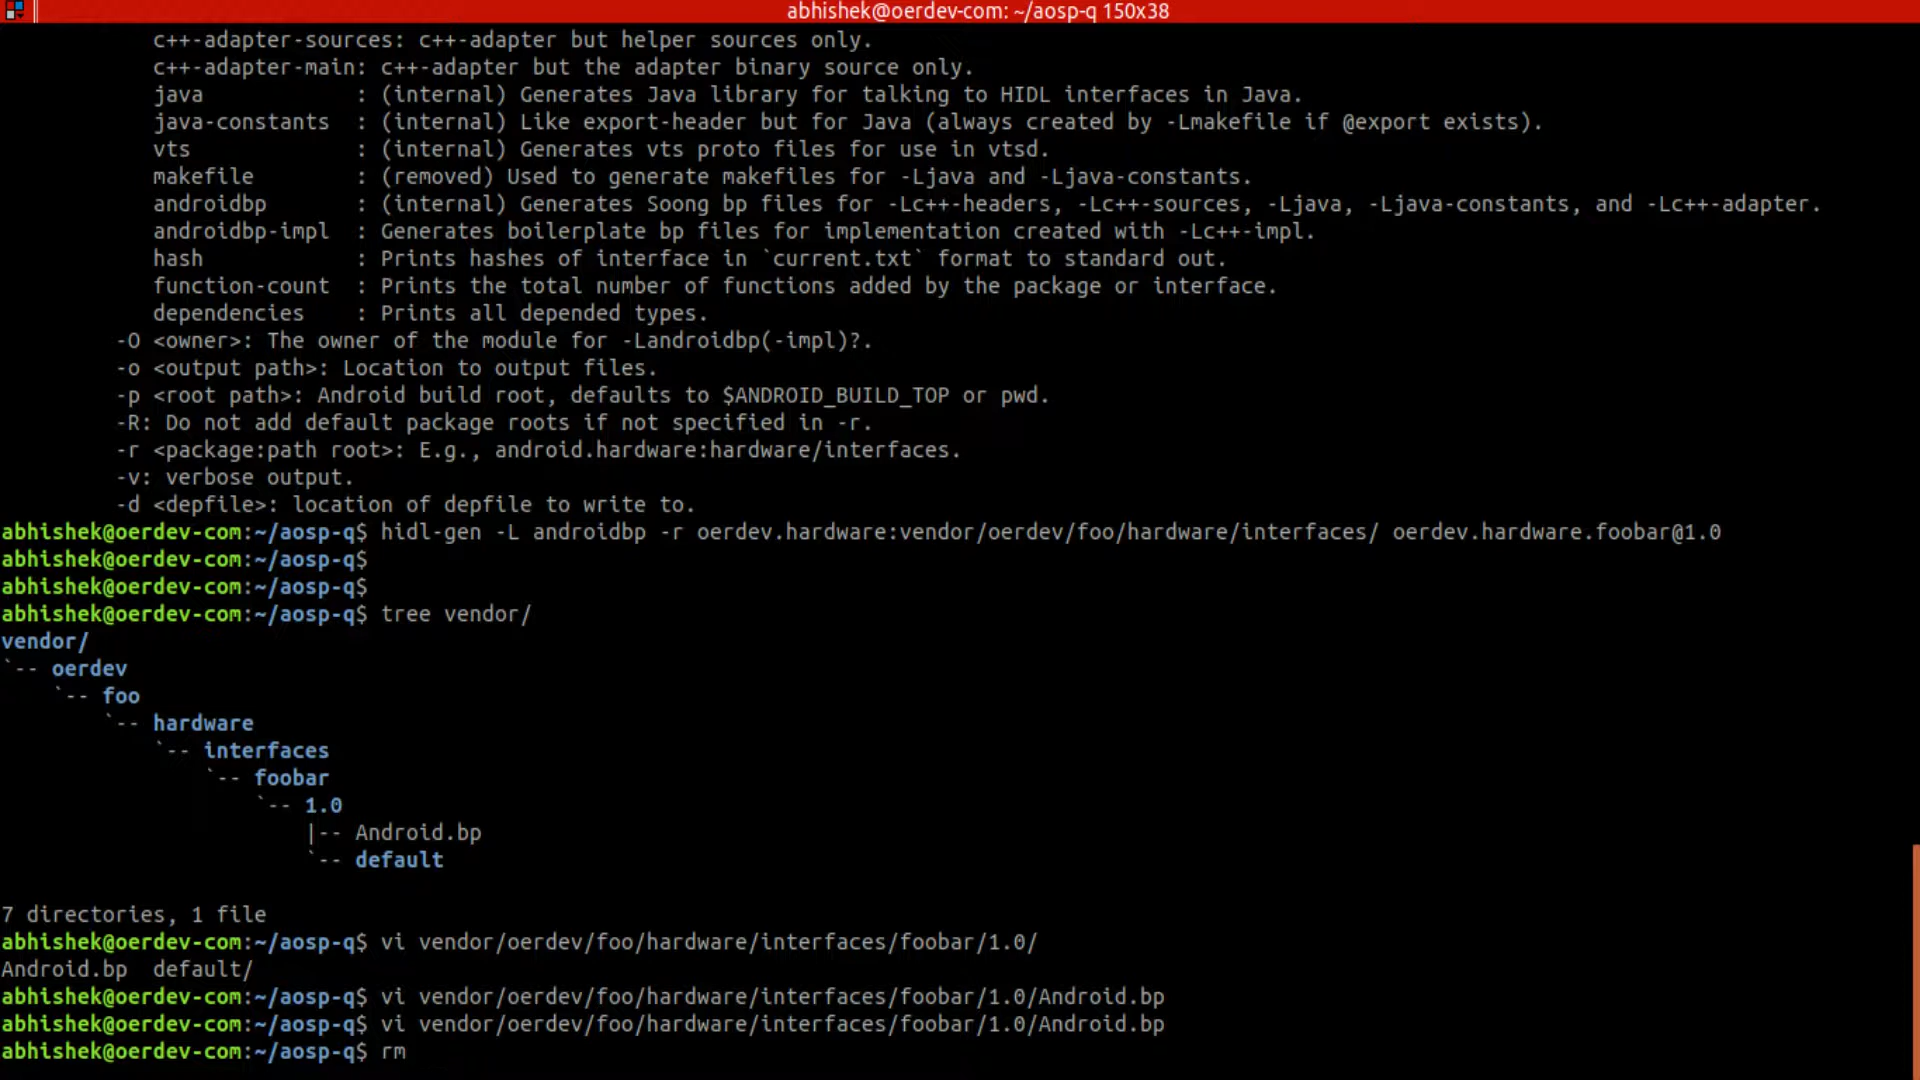 abhishek@oerdev-com: ~/aosp-q 150x38
c++-adapter-sources: c++-adapter but helper sources only.
c++-adapter-main: c++-adapter but the adapter binary source only.
java            : (internal) Generates Java library for talking to HIDL interfaces in Java.
java-constants  : (internal) Like export-header but for Java (always created by -Lmakefile if @export exists).
vts             : (internal) Generates vts proto files for use in vtsd.
makefile        : (removed) Used to generate makefiles for -Ljava and -Ljava-constants.
androidbp       : (internal) Generates Soong bp files for -Lc++-headers, -Lc++-sources, -Ljava, -Ljava-constants, and -Lc++-adapter.
androidbp-impl  : Generates boilerplate bp files for implementation created with -Lc++-impl.
hash            : Prints hashes of interface in `current.txt` format to standard out.
function-count  : Prints the total number of functions added by the package or interface.
dependencies    : Prints all depended types.
-O <owner>: The owner of the module for -Landroidbp(-impl)?.
-o <output path>: Location to output files.
-p <root path>: Android build root, defaults to $ANDROID_BUILD_TOP or pwd.
-R: Do not add default package roots if not specified in -r.
-r <package:path root>: E.g., android.hardware:hardware/interfaces.
-v: verbose output.
-d <depfile>: location of depfile to write to.
abhishek@oerdev-com:~/aosp-q$ hidl-gen -L androidbp -r oerdev.hardware:vendor/oerdev/foo/hardware/interfaces/ oerdev.hardware.foobar@1.0
abhishek@oerdev-com:~/aosp-q$
abhishek@oerdev-com:~/aosp-q$
abhishek@oerdev-com:~/aosp-q$ tree vendor/
vendor/
`-- oerdev
    `-- foo
        `-- hardware
            `-- interfaces
                `-- foobar
                    `-- 1.0
                        |-- Android.bp
                        `-- default
7 directories, 1 file
abhishek@oerdev-com:~/aosp-q$ vi vendor/oerdev/foo/hardware/interfaces/foobar/1.0/
Android.bp  default/
abhishek@oerdev-com:~/aosp-q$ vi vendor/oerdev/foo/hardware/interfaces/foobar/1.0/Android.bp
abhishek@oerdev-com:~/aosp-q$ vi vendor/oerdev/foo/hardware/interfaces/foobar/1.0/Android.bp
abhishek@oerdev-com:~/aosp-q$ rm